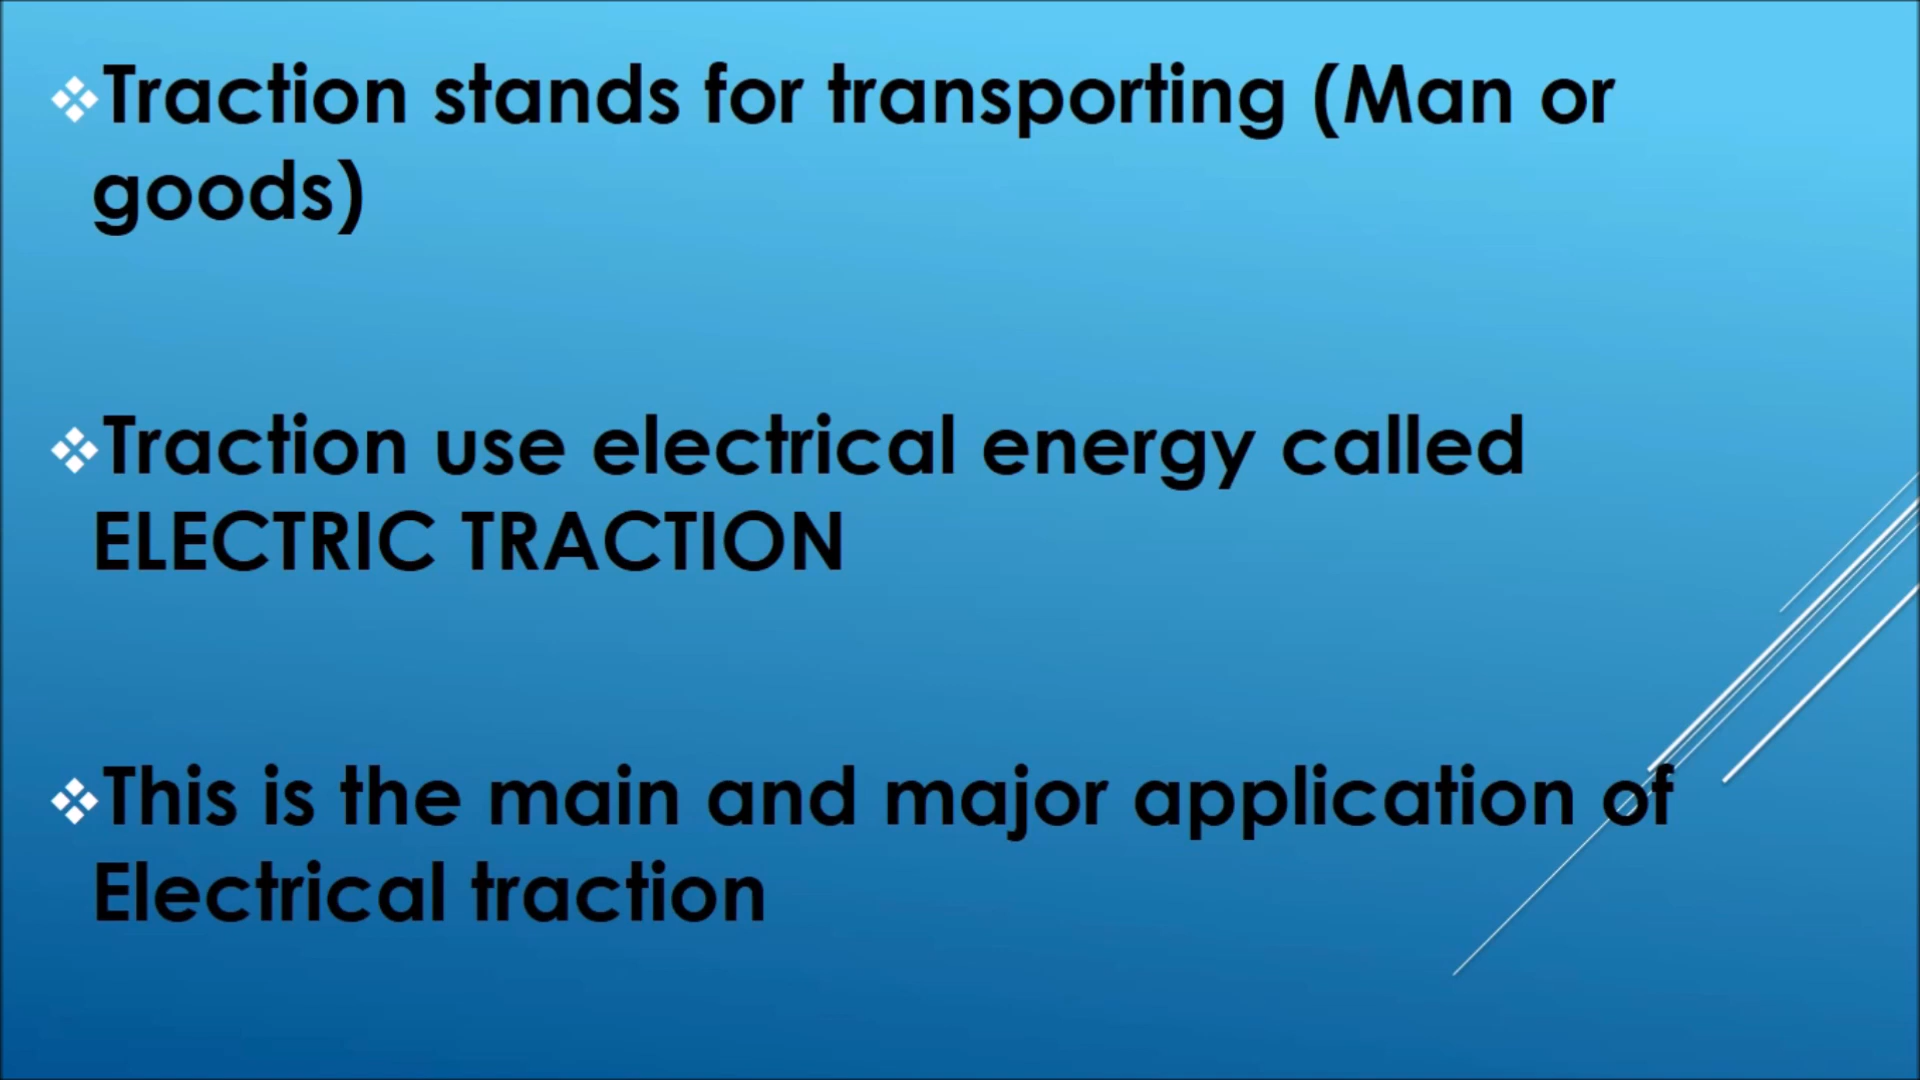 ❖Traction stands for transporting (Man or
goods)
❖Traction use electrical energy called
ELECTRIC TRACTION
❖This is the main and major application of
Electrical traction